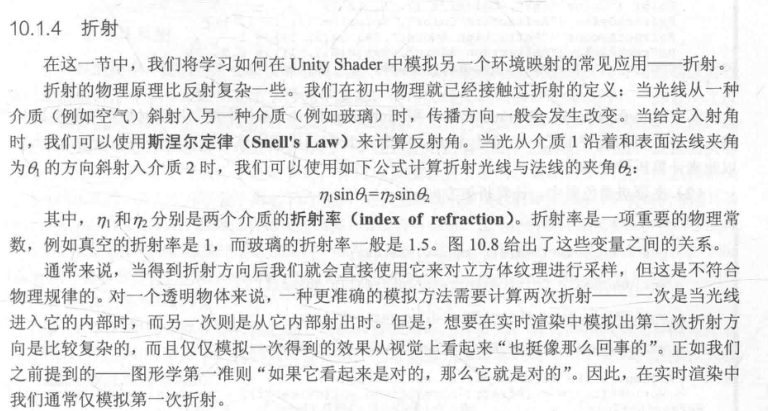 10.1.4 折射
在这一节中，我们将学习如何在 Unity Shader 中模拟另一个环境映射的常见应用——折射。
折射的物理原理比反射复杂一些。我们在初中物理就已经接触过折射的定义：当光线从一种
介质（例如空气）斜射入另一种介质（例如玻璃）时，传播方向一般会发生改变。当给定入射角
时，我们可以使用斯涅尔定律（Snell's Law）来计算反射角。当光从介质 1 沿着和表面法线夹角
为θ₁的方向斜射入介质 2 时，我们可以使用如下公式计算折射光线与法线的夹角θ₂：
η₁sinθ₁=η₂sinθ₂
其中，η₁和η₂分别是两个介质的折射率（index of refraction）。折射率是一项重要的物理常
数，例如真空的折射率是 1，而玻璃的折射率一般是 1.5。图 10.8 给出了这些变量之间的关系。
通常来说，当得到折射方向后我们就会直接使用它来对立方体纹理进行采样，但这是不符合
物理规律的。对一个透明物体来说，一种更准确的模拟方法需要计算两次折射—— 一次是当光线
进入它的内部时，而另一次则是从它内部射出时。但是，想要在实时渲染中模拟出第二次折射方
向是比较复杂的，而且仅仅模拟一次得到的效果从视觉上看起来“也挺像那么回事的”。正如我们
之前提到的——图形学第一准则“如果它看起来是对的，那么它就是对的”。因此，在实时渲染中
我们通常仅模拟第一次折射。